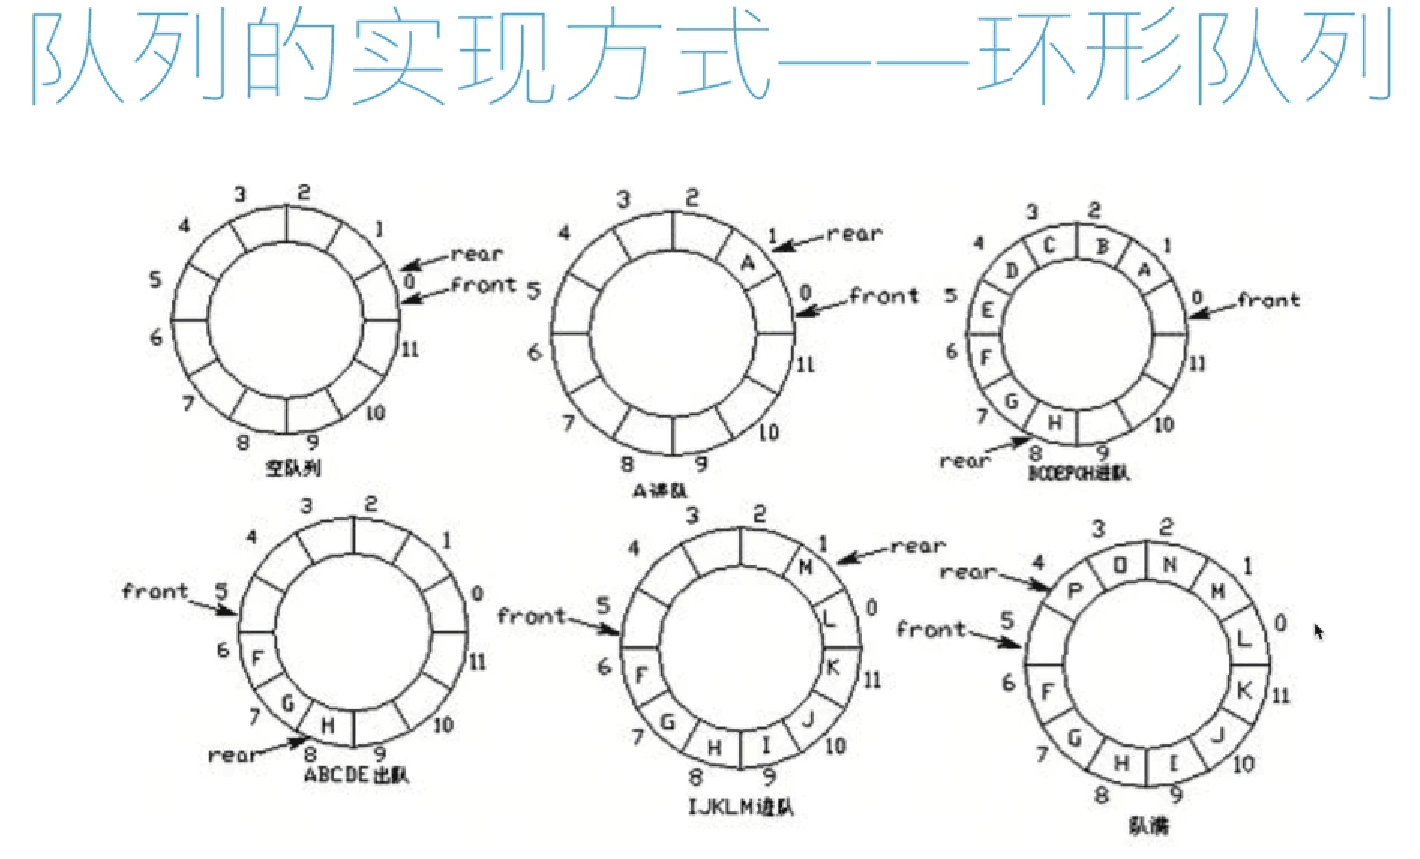 队列的实现方式——环形队列
3 2
4 1
rear
5 0 front
6 11
7 10
8 9
空队列
3 2
4 1 rear
5 0 front
6 11
7 10
8 9
A进队
3 2
4 C B 1
D A
5 E 0 front
6 F 11
7 G H 10
rear 8 9
BCDEFGH进队
3 2
4 1
front 5 0
6 F 11
7 G H 10
rear 8 9
ABCDE出队
3 2
4 1 rear
M
front 5 L 0
6 F K 11
7 G H I J 10
8 9
IJKLM进队
3 2
rear 4 O N 1
P M
front 5 L 0
6 F K 11
7 G H I J 10
8 9
队满